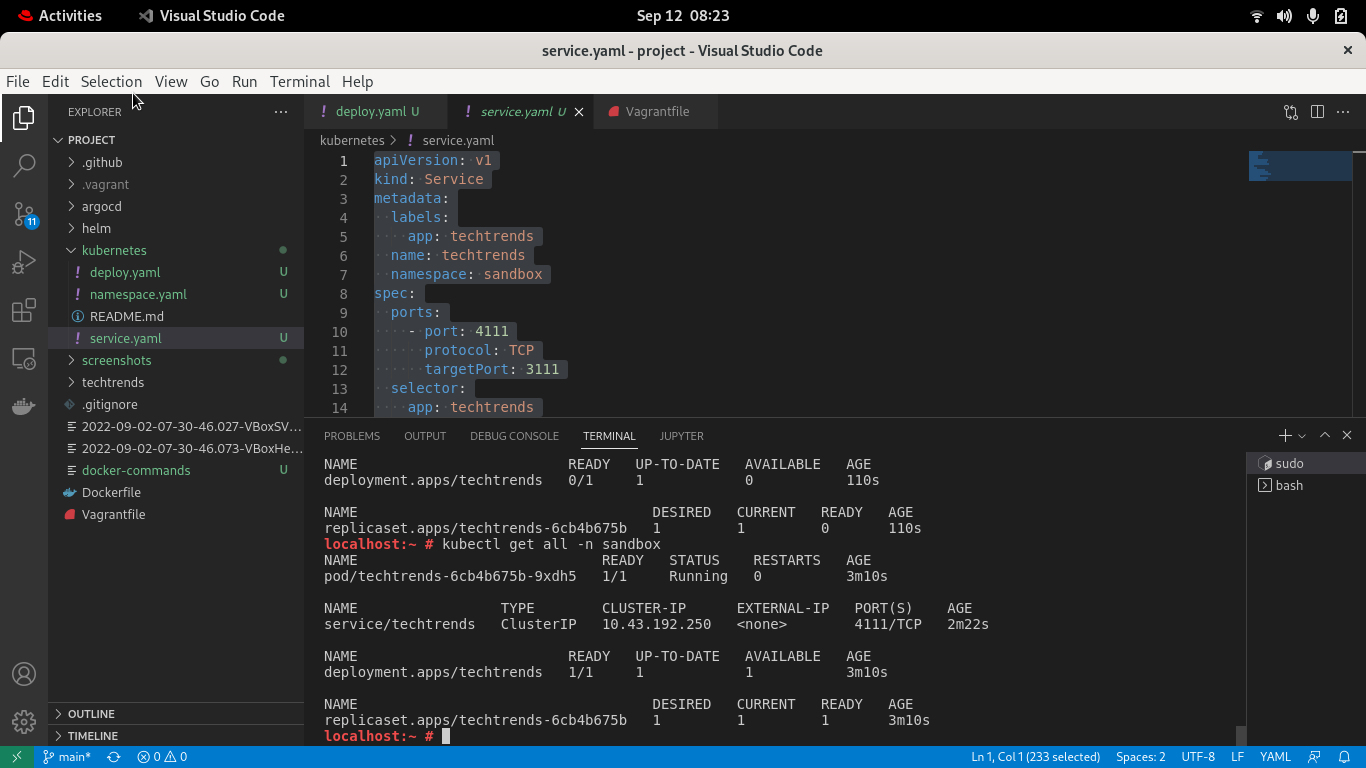 Activities Visual Studio Code Sep 12 08:23
service.yaml - project - Visual Studio Code ×
File Edit Selection View Go Run Terminal Help
EXPLORER ···
PROJECT
.github
.vagrant
argocd
helm
kubernetes
! deploy.yaml U
! namespace.yaml U
README.md
! service.yaml U
screenshots
techtrends
.gitignore
2022-09-02-07-30-46.027-VBoxSV...
2022-09-02-07-30-46.073-VBoxHe...
docker-commands U
Dockerfile
Vagrantfile
OUTLINE
TIMELINE
11
! deploy.yaml U ! service.yaml U × Vagrantfile ···
kubernetes > ! service.yaml
1 apiVersion: v1
2 kind: Service
3 metadata:
4 labels:
5 app: techtrends
6 name: techtrends
7 namespace: sandbox
8 spec:
9 ports:
10 - port: 4111
11 protocol: TCP
12 targetPort: 3111
13 selector:
14 app: techtrends
PROBLEMS OUTPUT DEBUG CONSOLE TERMINAL JUPYTER
NAME READY UP-TO-DATE AVAILABLE AGE
deployment.apps/techtrends 0/1 1 0 110s
NAME DESIRED CURRENT READY AGE
replicaset.apps/techtrends-6cb4b675b 1 1 0 110s
localhost:~ # kubectl get all -n sandbox
NAME READY STATUS RESTARTS AGE
pod/techtrends-6cb4b675b-9xdh5 1/1 Running 0 3m10s
NAME TYPE CLUSTER-IP EXTERNAL-IP PORT(S) AGE
service/techtrends ClusterIP 10.43.192.250 <none> 4111/TCP 2m22s
NAME READY UP-TO-DATE AVAILABLE AGE
deployment.apps/techtrends 1/1 1 1 3m10s
NAME DESIRED CURRENT READY AGE
replicaset.apps/techtrends-6cb4b675b 1 1 1 3m10s
localhost:~ #
sudo
bash
main* 0 0 Ln 1, Col 1 (233 selected) Spaces: 2 UTF-8 LF YAML